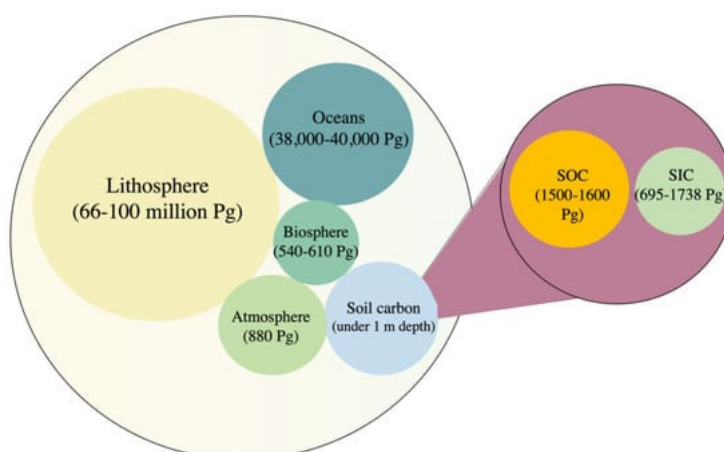 Oceans
(38,000-40,000 Pg)
Lithosphere
(66-100 million Pg)
Biosphere
(540-610 Pg)
Atmosphere
(880 Pg)
Soil carbon
(under 1 m depth)
SOC
(1500-1600
Pg)
SIC
(695-1738 Pg)